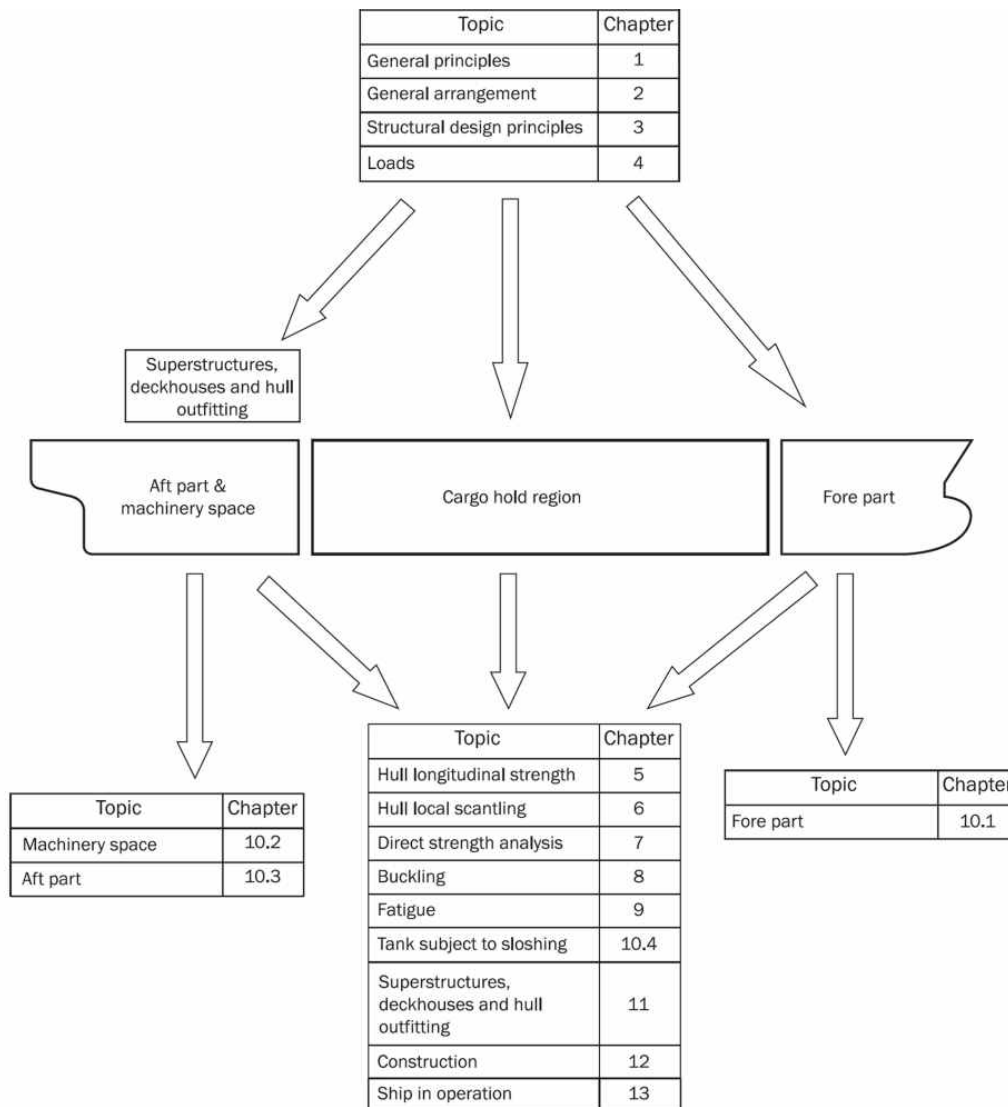 Topic Chapter
General principles 1
General arrangement 2
Structural design principles 3
Loads 4
Superstructures,
deckhouses and hull
outfitting
Aft part &
machinery space
Cargo hold region
Fore part
Topic Chapter
Machinery space 10.2
Aft part 10.3
Topic Chapter
Hull longitudinal strength 5
Hull local scantling 6
Direct strength analysis 7
Buckling 8
Fatigue 9
Tank subject to sloshing 10.4
Superstructures,
deckhouses and hull 11
outfitting
Construction 12
Ship in operation 13
Topic Chapter
Fore part 10.1